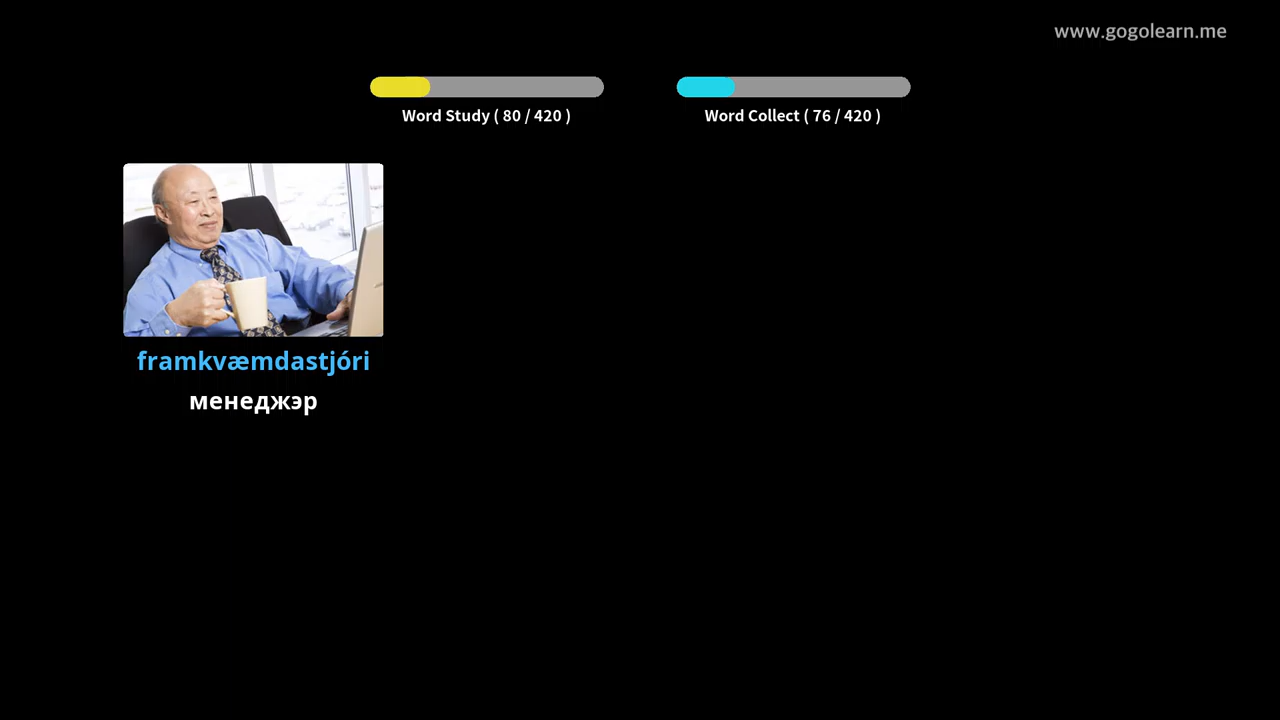 www.gogolearn.me
Word Study ( 80 / 420 )
Word Collect ( 76 / 420 )
framkvæmdastjóri
менеджэр